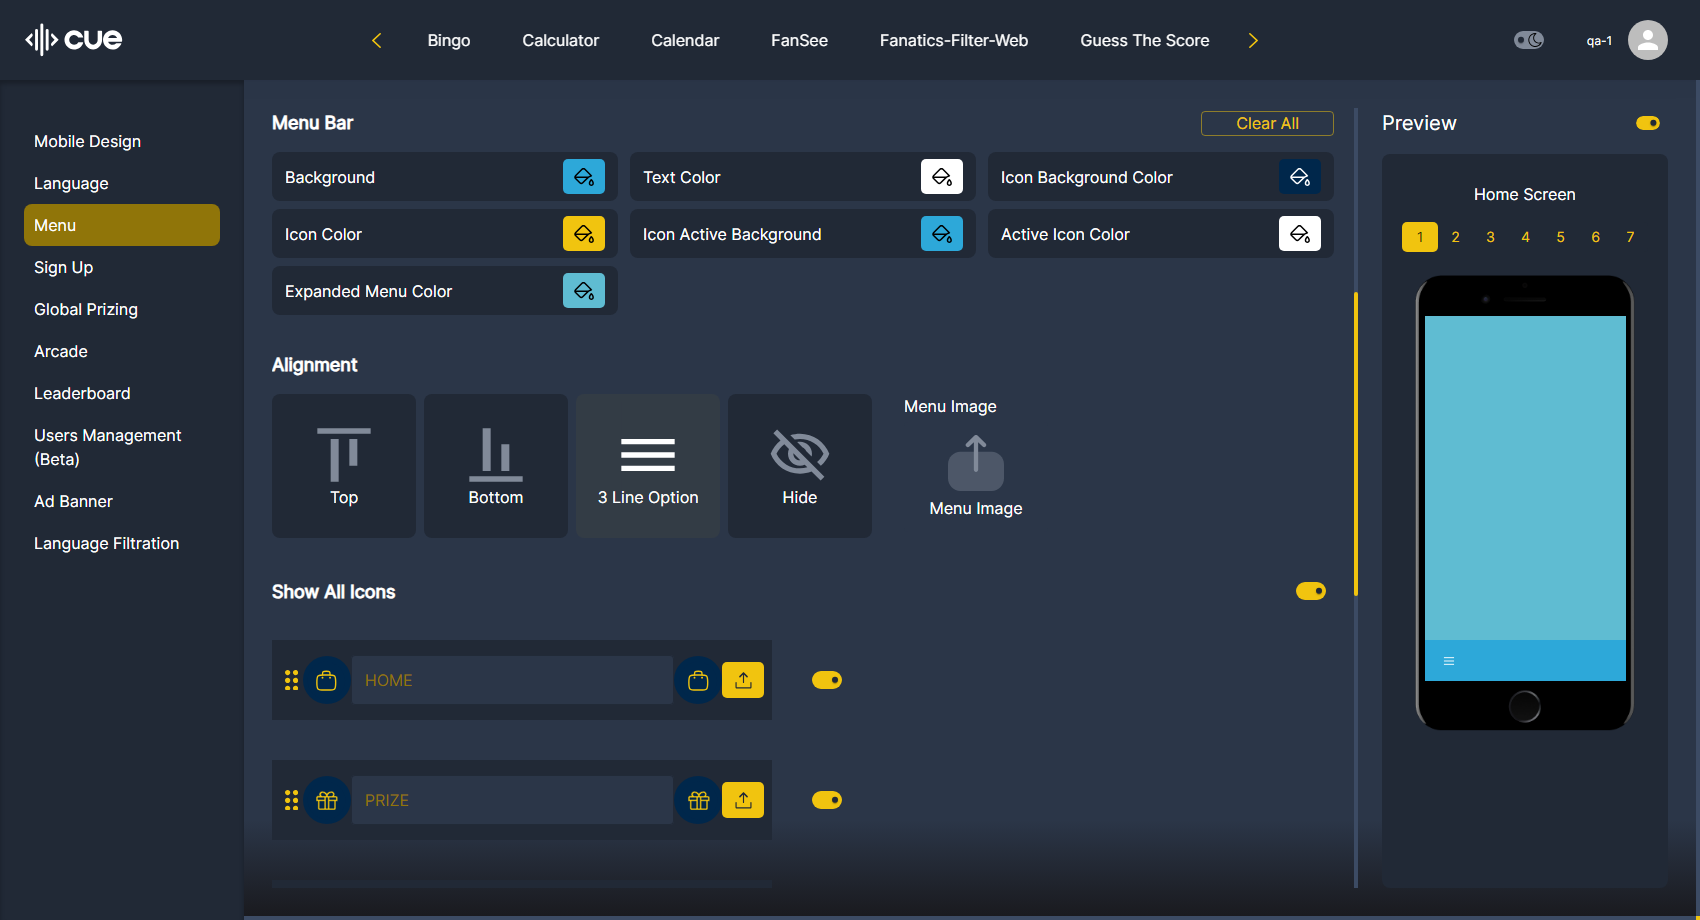 cue
Bingo
Calculator
Calendar
FanSee
Fanatics-Filter-Web
Guess The Score
qa-1
Mobile Design
Language
Menu
Sign Up
Global Prizing
Arcade
Leaderboard
Users Management
(Beta)
Ad Banner
Language Filtration
Menu Bar
Clear All
Background
Text Color
Icon Background Color
Icon Color
Icon Active Background
Active Icon Color
Expanded Menu Color
Alignment
Top
Bottom
3 Line Option
Hide
Menu Image
Menu Image
Show All Icons
HOME
PRIZE
Preview
Home Screen
1 2 3 4 5 6 7